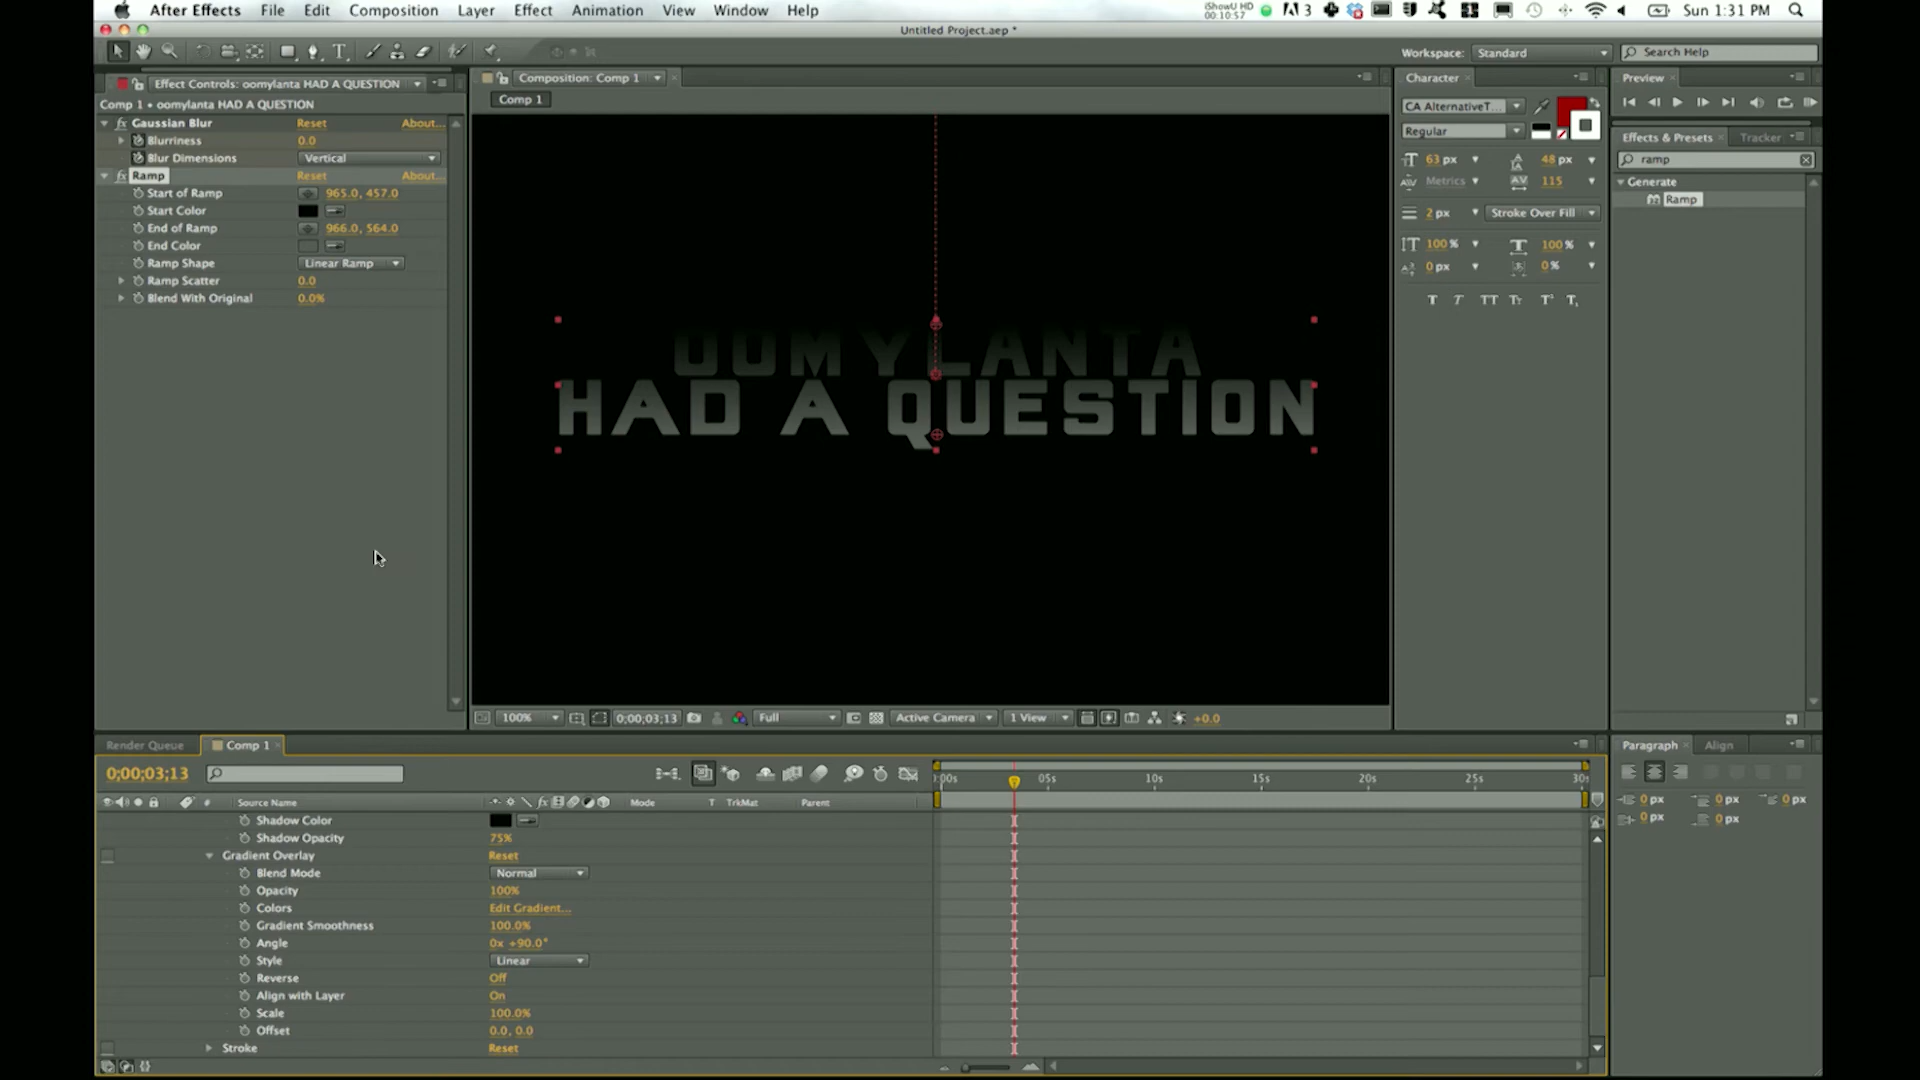 After Effects File Edit Composition Layer Effect Animation View Window Help
iShowU HD
00:10:57
3
Sun 1:31 PM
Untitled Project.aep *
Workspace: Standard
Search Help
Effect Controls: oomylanta HAD A QUESTION
Composition: Comp 1
Character
Preview
Comp 1
Comp 1 • oomylanta HAD A QUESTION
CA AlternativeT...
Regular
Gaussian Blur Reset About...
Blurriness 0.0
Blur Dimensions Vertical
Ramp Reset About...
Start of Ramp 965.0, 457.0
Start Color
End of Ramp 966.0, 564.0
End Color
Ramp Shape Linear Ramp
Ramp Scatter 0.0
Blend With Original 0.0%
63 px 48 px
Metrics 115
2 px Stroke Over Fill
100% 100%
0 px 0%
Effects & Presets Tracker
ramp
Generate
Ramp
OOMYLANTA
HAD A QUESTION
100% 0;00;03;13 Full Active Camera 1 View +0.0
Render Queue Comp 1
Paragraph Align
0;00;03;13
:00s 05s 10s 15s 20s 25s 30s
# Source Name Mode T TrkMat Parent
0 px 0 px 0 px
0 px 0 px
Shadow Color
Shadow Opacity 75%
Gradient Overlay Reset
Blend Mode Normal
Opacity 100%
Colors Edit Gradient...
Gradient Smoothness 100.0%
Angle 0x +90.0°
Style Linear
Reverse Off
Align with Layer On
Scale 100.0%
Offset 0.0, 0.0
Stroke Reset